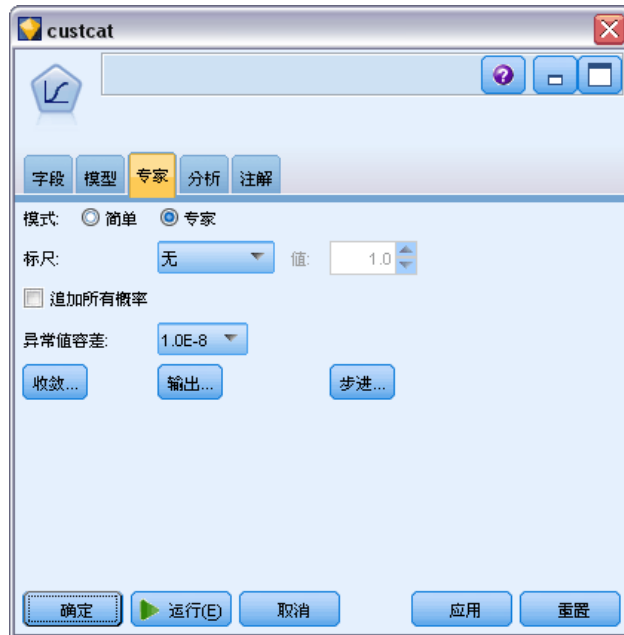 custcat
字段 模型 专家 分析 注解
模式: 简单 专家
标尺: 无 值: 1.0
追加所有概率
异常值容差: 1.0E-8
收敛... 输出... 步进...
确定 运行(E) 取消 应用 重置